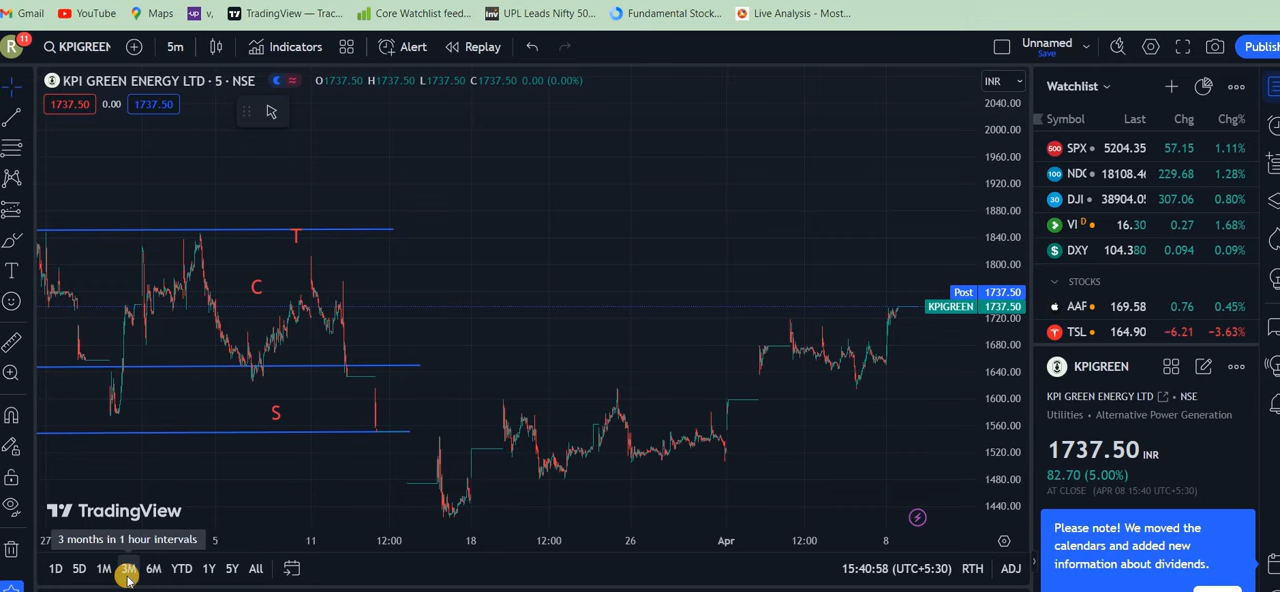 Gmail YouTube Maps v, TradingView — Trac... Core Watchlist feed... UPL Leads Nifty 50... Fundamental Stock... Live Analysis - Most...
R 11 KPIGREEN 5m Indicators Alert Replay Unnamed Save Publish
KPI GREEN ENERGY LTD · 5 · NSE O1737.50 H1737.50 L1737.50 C1737.50 0.00 (0.00%) INR
1737.50 0.00 1737.50
2040.00
2000.00
1960.00
1920.00
1880.00
1840.00
1800.00
Post 1737.50
KPIGREEN 1737.50
1720.00
1680.00
1640.00
1600.00
1560.00
1520.00
1480.00
1440.00
T
C
S
TradingView
3 months in 1 hour intervals
27 5 11 12:00 18 12:00 26 Apr 12:00 8
1D 5D 1M 3M 6M YTD 1Y 5Y All 15:40:58 (UTC+5:30) RTH ADJ
Watchlist
Symbol Last Chg Chg%
500 SPX 5204.35 57.15 1.11%
100 NDX 18108.46 229.68 1.28%
30 DJI 38904.05 307.06 0.80%
VI D 16.30 0.27 1.68%
$ DXY 104.380 0.094 0.09%
STOCKS
AAP 169.58 0.76 0.45%
TSL 164.90 −6.21 −3.63%
KPIGREEN
KPI GREEN ENERGY LTD · NSE
Utilities · Alternative Power Generation
1737.50 INR
82.70 (5.00%)
AT CLOSE (APR 08 15:40 UTC+5:30)
Please note! We moved the
calendars and added new
information about dividends.